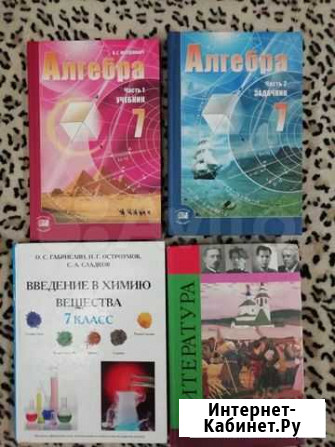 Алгебра
Часть 1
УЧЕБНИК
7
Алгебра
Часть 2
ЗАДАЧНИК
7
О.С. ГАБРИЕЛЯН, И.Г. ОСТРОУМОВ,
С.А. СЛАДКОВ
ВВЕДЕНИЕ В ХИМИЮ
ВЕЩЕСТВА
7 КЛАСС
ИТЕРАТУРА
Интернет-
Кабинет.Ру